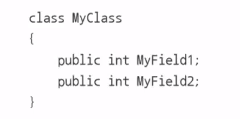 class MyClass
{
    public int MyField1;
    public int MyField2;
}